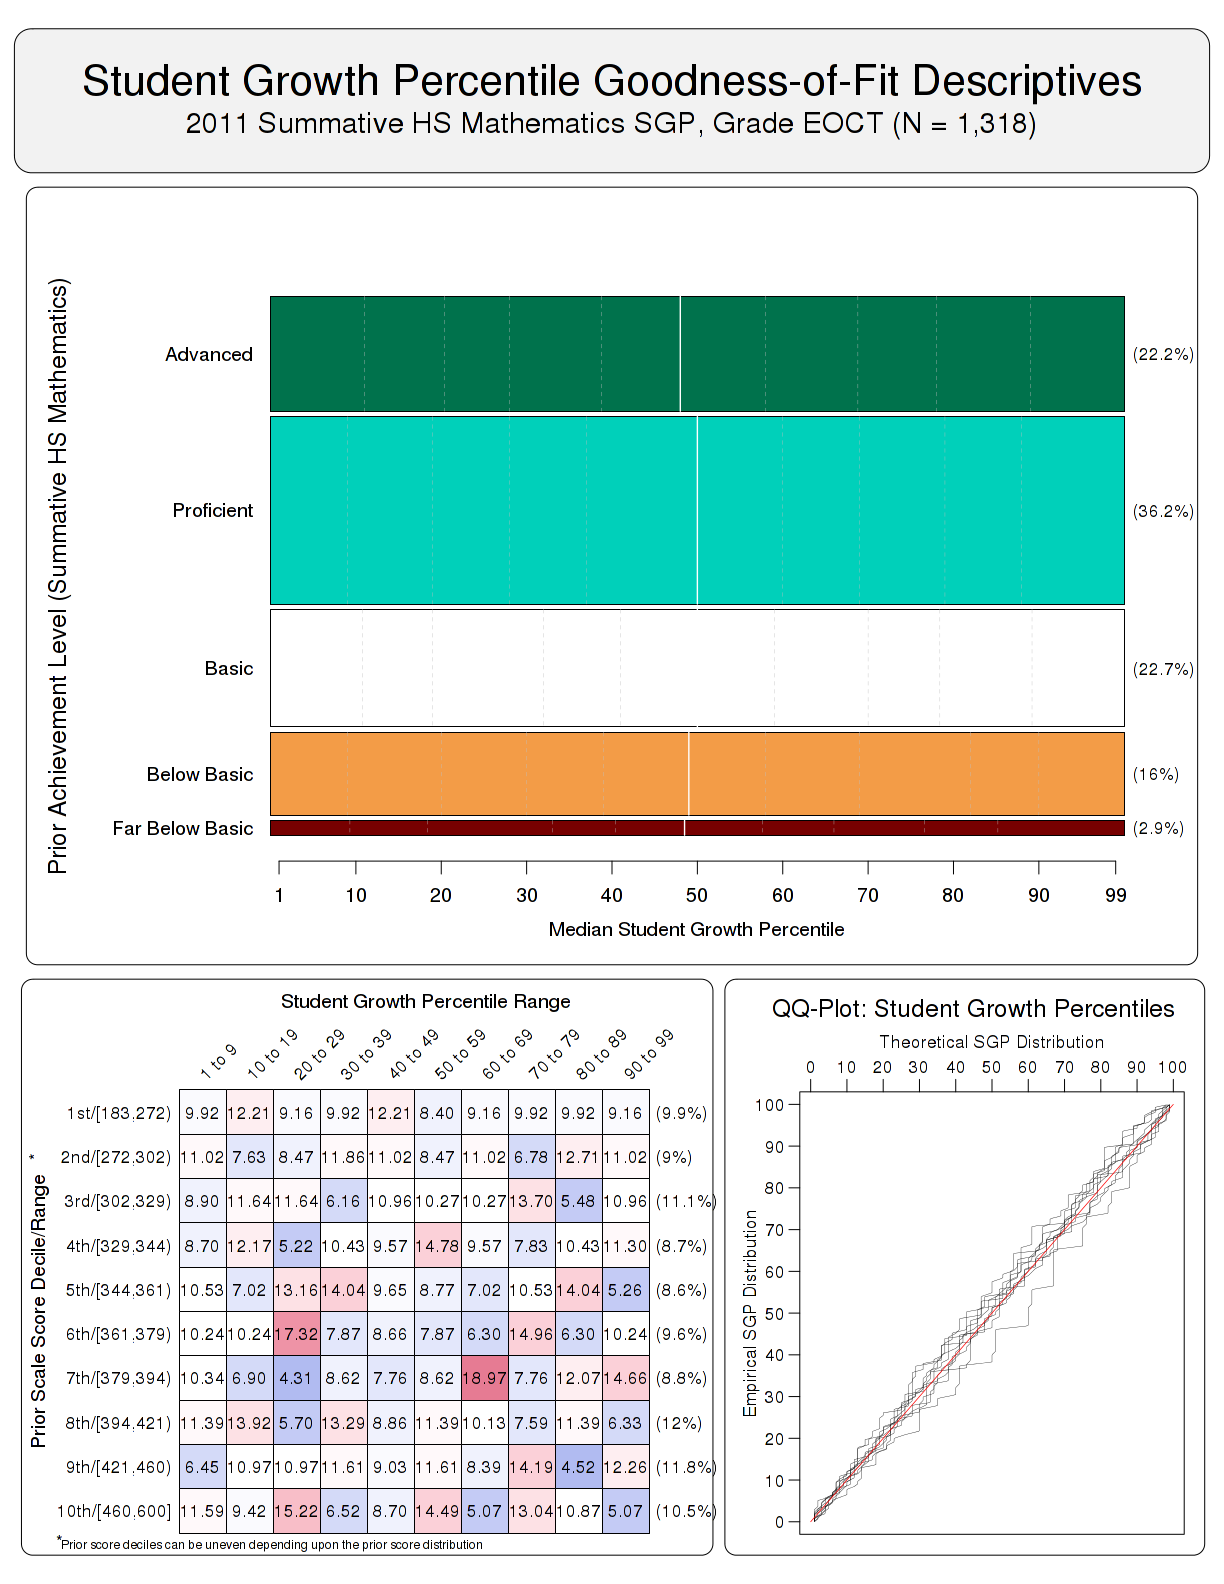 Student Growth Percentile Goodness-of-Fit Descriptives
2011 Summative HS Mathematics SGP, Grade EOCT (N = 1,318)
Prior Achievement Level (Summative HS Mathematics)
Advanced (22.2%)
Proficient (36.2%)
Basic (22.7%)
Below Basic (16%)
Far Below Basic (2.9%)
1 10 20 30 40 50 60 70 80 90 99
Median Student Growth Percentile
Student Growth Percentile Range
1 to 9 10 to 19 20 to 29 30 to 39 40 to 49 50 to 59 60 to 69 70 to 79 80 to 89 90 to 99
Prior Scale Score Decile/Range *
1st/[183,272) 9.92 12.21 9.16 9.92 12.21 8.40 9.16 9.92 9.92 9.16 (9.9%)
2nd/[272,302) 11.02 7.63 8.47 11.86 11.02 8.47 11.02 6.78 12.71 11.02 (9%)
3rd/[302,329) 8.90 11.64 11.64 6.16 10.96 10.27 10.27 13.70 5.48 10.96 (11.1%)
4th/[329,344) 8.70 12.17 5.22 10.43 9.57 14.78 9.57 7.83 10.43 11.30 (8.7%)
5th/[344,361) 10.53 7.02 13.16 14.04 9.65 8.77 7.02 10.53 14.04 5.26 (8.6%)
6th/[361,379) 10.24 10.24 17.32 7.87 8.66 7.87 6.30 14.96 6.30 10.24 (9.6%)
7th/[379,394) 10.34 6.90 4.31 8.62 7.76 8.62 18.97 7.76 12.07 14.66 (8.8%)
8th/[394,421) 11.39 13.92 5.70 13.29 8.86 11.39 10.13 7.59 11.39 6.33 (12%)
9th/[421,460) 6.45 10.97 10.97 11.61 9.03 11.61 8.39 14.19 4.52 12.26 (11.8%)
10th/[460,600] 11.59 9.42 15.22 6.52 8.70 14.49 5.07 13.04 10.87 5.07 (10.5%)
*Prior score deciles can be uneven depending upon the prior score distribution
QQ-Plot: Student Growth Percentiles
Theoretical SGP Distribution
0 10 20 30 40 50 60 70 80 90 100
Empirical SGP Distribution
100
90
80
70
60
50
40
30
20
10
0